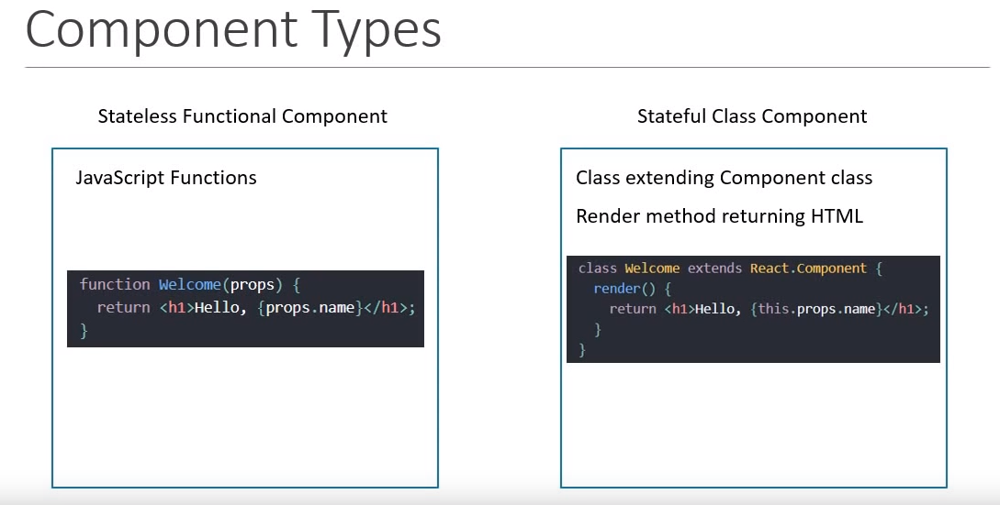 Component Types
Stateless Functional Component
JavaScript Functions
function Welcome(props) {
  return <h1>Hello, {props.name}</h1>;
}
Stateful Class Component
Class extending Component class
Render method returning HTML
class Welcome extends React.Component {
  render() {
    return <h1>Hello, {this.props.name}</h1>;
  }
}